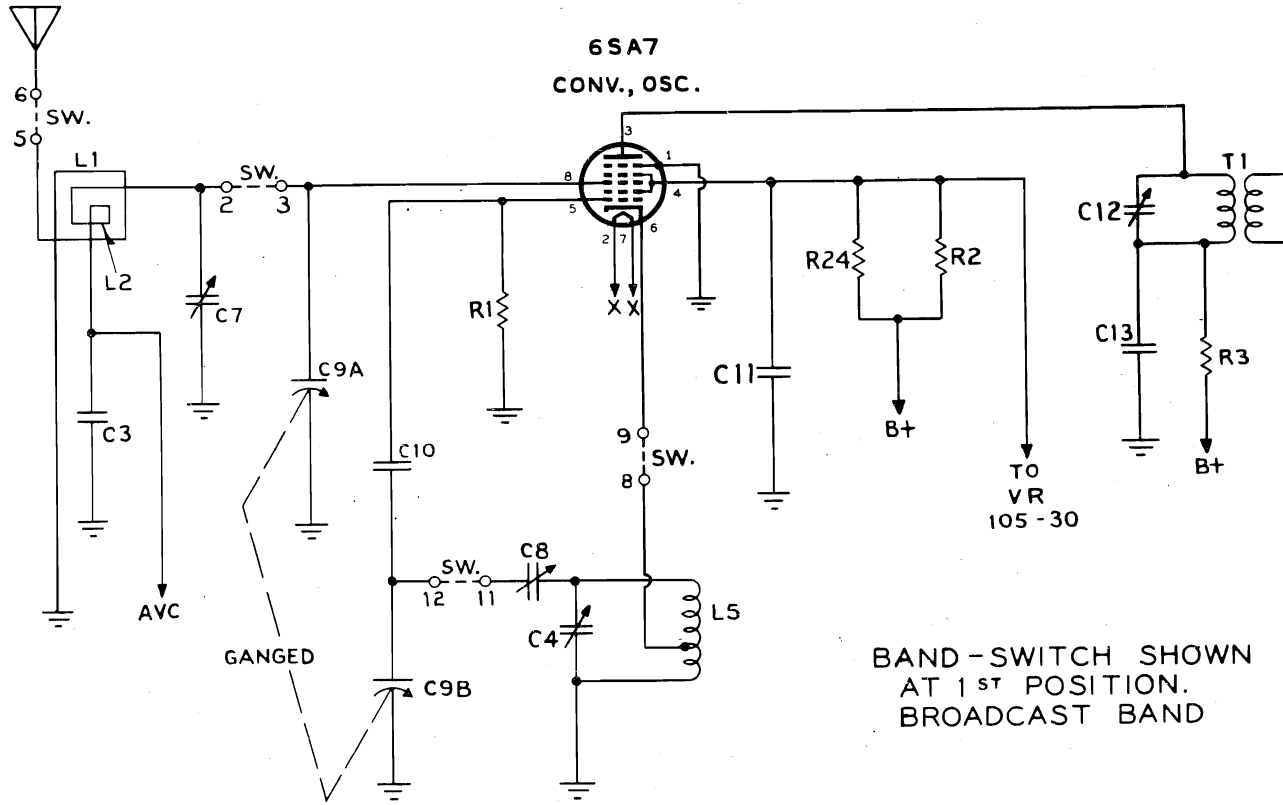 6SA7
CONV., OSC.
6
SW.
5
L1
L2
SW.
2
3
C7
C3
AVC
C9A
GANGED
C9B
C10
R1
3
1
8
4
5
2
7
6
X X
9
SW.
8
SW.
12
11
C8
C4
L5
C11
R24
R2
B+
TO
VR
105-30
T1
C12
C13
R3
B+
BAND-SWITCH SHOWN
AT 1ST POSITION.
BROADCAST BAND